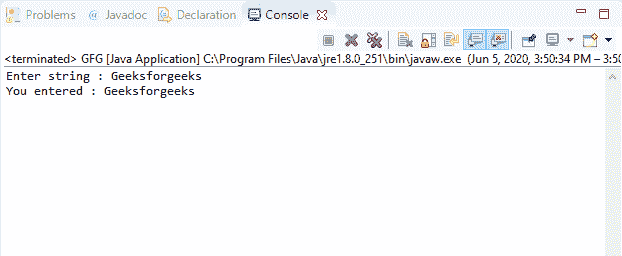 Problems @ Javadoc Declaration Console
<terminated> GFG [Java Application] C:\Program Files\Java\jre1.8.0_251\bin\javaw.exe (Jun 5, 2020, 3:50:34 PM – 3:50
Enter string : Geeksforgeeks
You entered : Geeksforgeeks